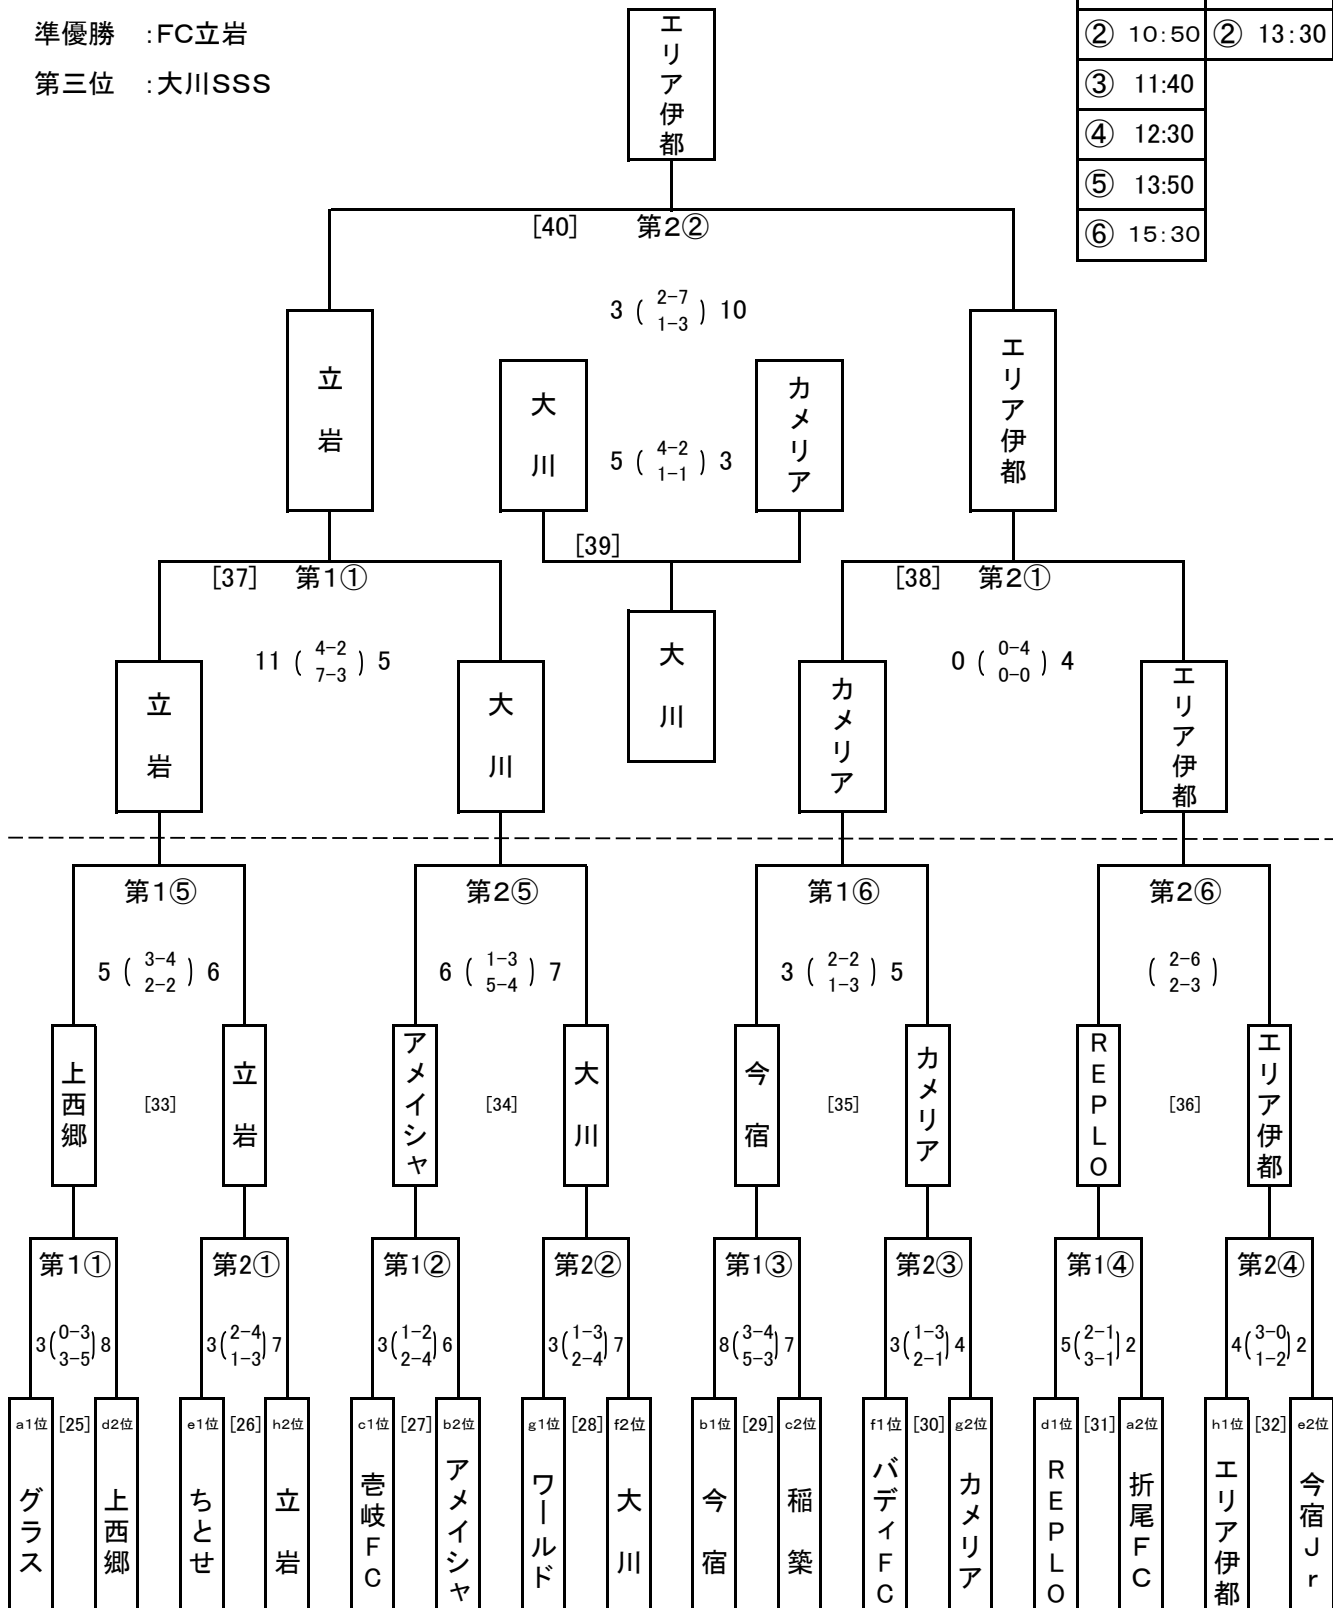 準優勝 ：FC立岩
第三位 ：大川SSS
エリア伊都
② 10:50 ② 13:30
③ 11:40
④ 12:30
⑤ 13:50
⑥ 15:30
[40] 第2②
3 ( 2-7 1-3 ) 10
立岩
大川
5 ( 4-2 1-1 ) 3
カメリア
エリア伊都
[39]
[37] 第1①
[38] 第2①
11 ( 4-2 7-3 ) 5
大川
0 ( 0-4 0-0 ) 4
立岩
大川
カメリア
エリア伊都
第1⑤ 第2⑤ 第1⑥ 第2⑥
5 ( 3-4 2-2 ) 6
6 ( 1-3 5-4 ) 7
3 ( 2-2 1-3 ) 5
( 2-6 2-3 )
上西郷 [33] 立岩
アメイシャ [34] 大川
今宿 [35] カメリア
REPLO [36] エリア伊都
第1① 第2① 第1② 第2② 第1③ 第2③ 第1④ 第2④
3 ( 0-3 3-5 ) 8
3 ( 2-4 1-3 ) 7
3 ( 1-2 2-4 ) 6
3 ( 1-3 2-4 ) 7
8 ( 3-4 5-3 ) 7
3 ( 1-3 2-1 ) 4
5 ( 2-1 3-1 ) 2
4 ( 3-0 1-2 ) 2
a1位 [25] d2位 e1位 [26] h2位 c1位 [27] b2位 g1位 [28] f2位 b1位 [29] c2位 f1位 [30] g2位 d1位 [31] a2位 h1位 [32] e2位
グラス
上西郷
ちとせ
立岩
壱岐FC
アメイシャ
ワールド
大川
今宿
稲築
バディFC
カメリア
REPLO
折尾FC
エリア伊都
今宿Jr